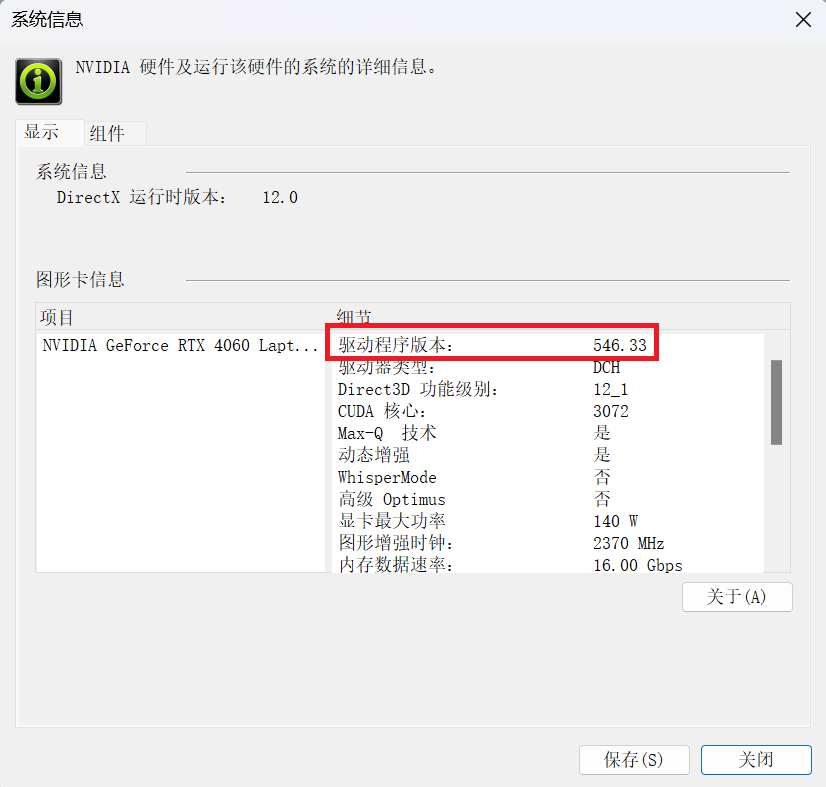 系统信息
NVIDIA 硬件及运行该硬件的系统的详细信息。
显示 组件
系统信息
DirectX 运行时版本: 12.0
图形卡信息
项目 细节
NVIDIA GeForce RTX 4060 Lapt... 驱动程序版本: 546.33
驱动器类型: DCH
Direct3D 功能级别: 12_1
CUDA 核心: 3072
Max-Q 技术 是
动态增强 是
WhisperMode 否
高级 Optimus 否
显卡最大功率 140 W
图形增强时钟: 2370 MHz
内存数据速率: 16.00 Gbps
关于(A)
保存(S) 关闭